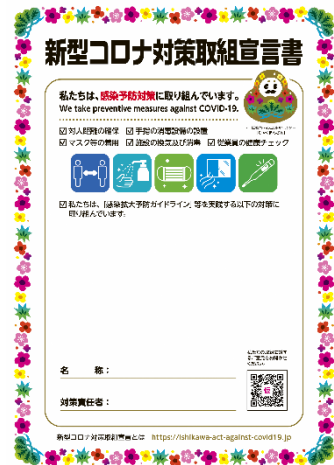 新型コロナ対策取組宣言書
私たちは、感染予防対策に取り組んでいます。
We take preventive measures against COVID-19.
☑対人距離の確保 ☑手指の消毒設備の設置
☑マスク等の着用 ☑施設の換気及び消毒 ☑従業員の健康チェック
☑私たちは、「感染拡大予防ガイドライン」等を実践する以下の対策に
取り組んでいます。
名 称：
対策責任者：
新型コロナ対策取組宣言とは https://ishikawa-act-against-covid19.jp